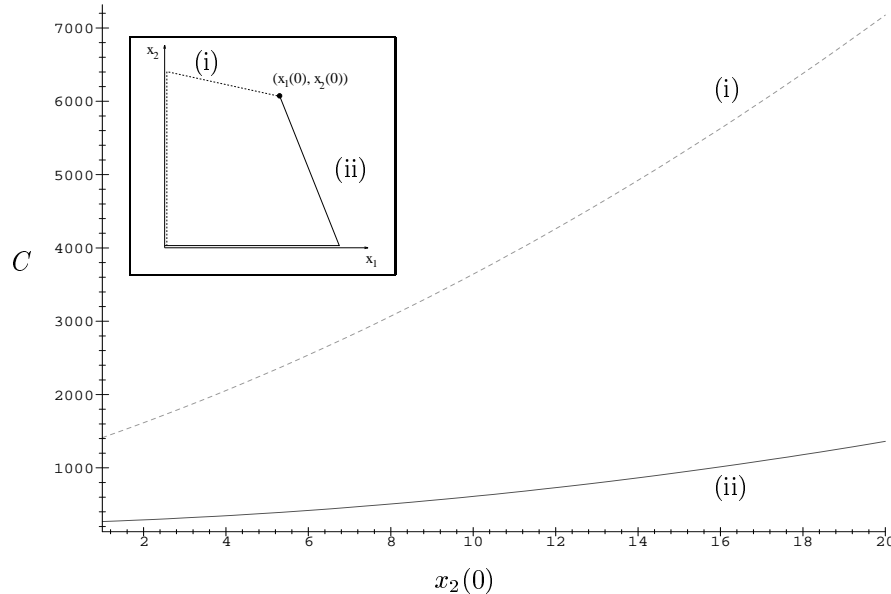 7000
x2
(i)
(x1(0), x2(0))
6000
(i)
(ii)
5000
4000
x1
C
3000
2000
1000
(ii)
2 4 6 8 10 12 14 16 18 20
x2(0)